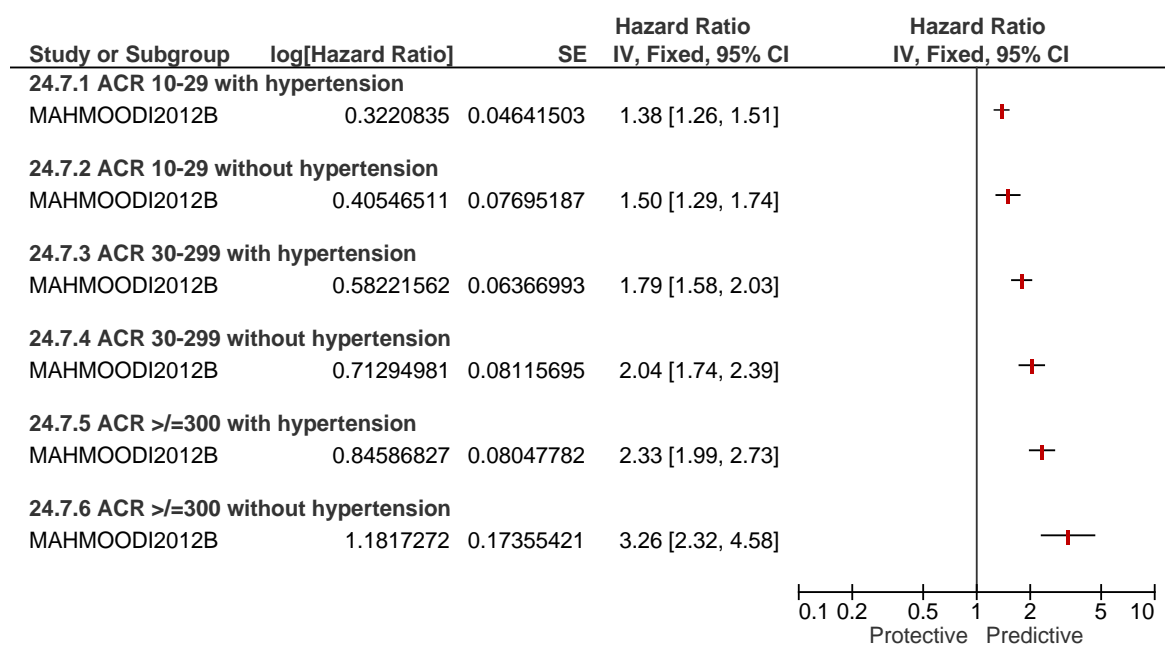 Hazard Ratio Hazard Ratio
Study or Subgroup log[Hazard Ratio] SE IV, Fixed, 95% CI IV, Fixed, 95% CI
24.7.1 ACR 10-29 with hypertension
MAHMOODI2012B 0.3220835 0.04641503 1.38 [1.26, 1.51]
24.7.2 ACR 10-29 without hypertension
MAHMOODI2012B 0.40546511 0.07695187 1.50 [1.29, 1.74]
24.7.3 ACR 30-299 with hypertension
MAHMOODI2012B 0.58221562 0.06366993 1.79 [1.58, 2.03]
24.7.4 ACR 30-299 without hypertension
MAHMOODI2012B 0.71294981 0.08115695 2.04 [1.74, 2.39]
24.7.5 ACR >/=300 with hypertension
MAHMOODI2012B 0.84586827 0.08047782 2.33 [1.99, 2.73]
24.7.6 ACR >/=300 without hypertension
MAHMOODI2012B 1.1817272 0.17355421 3.26 [2.32, 4.58]
0.1 0.2 0.5 1 2 5 10
Protective Predictive